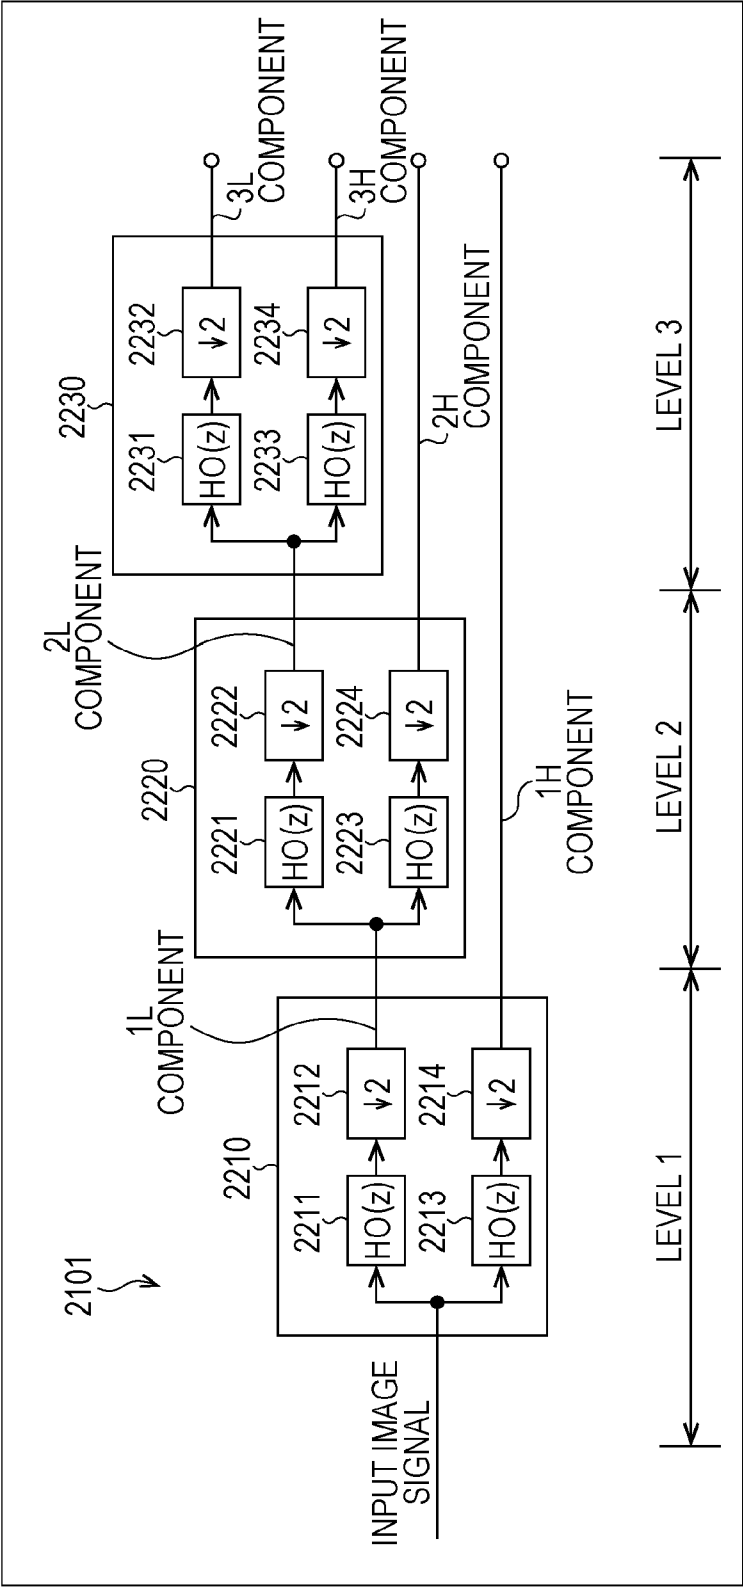 2101
INPUT IMAGE
SIGNAL
2210
2211
HO(z)
2212
↓2
2213
HO(z)
2214
↓2
1L
COMPONENT
1H
COMPONENT
2220
2221
HO(z)
2222
↓2
2223
HO(z)
2224
↓2
2L
COMPONENT
2H
COMPONENT
2230
2231
HO(z)
2232
↓2
2233
HO(z)
2234
↓2
3L
COMPONENT
3H
COMPONENT
LEVEL 1
LEVEL 2
LEVEL 3